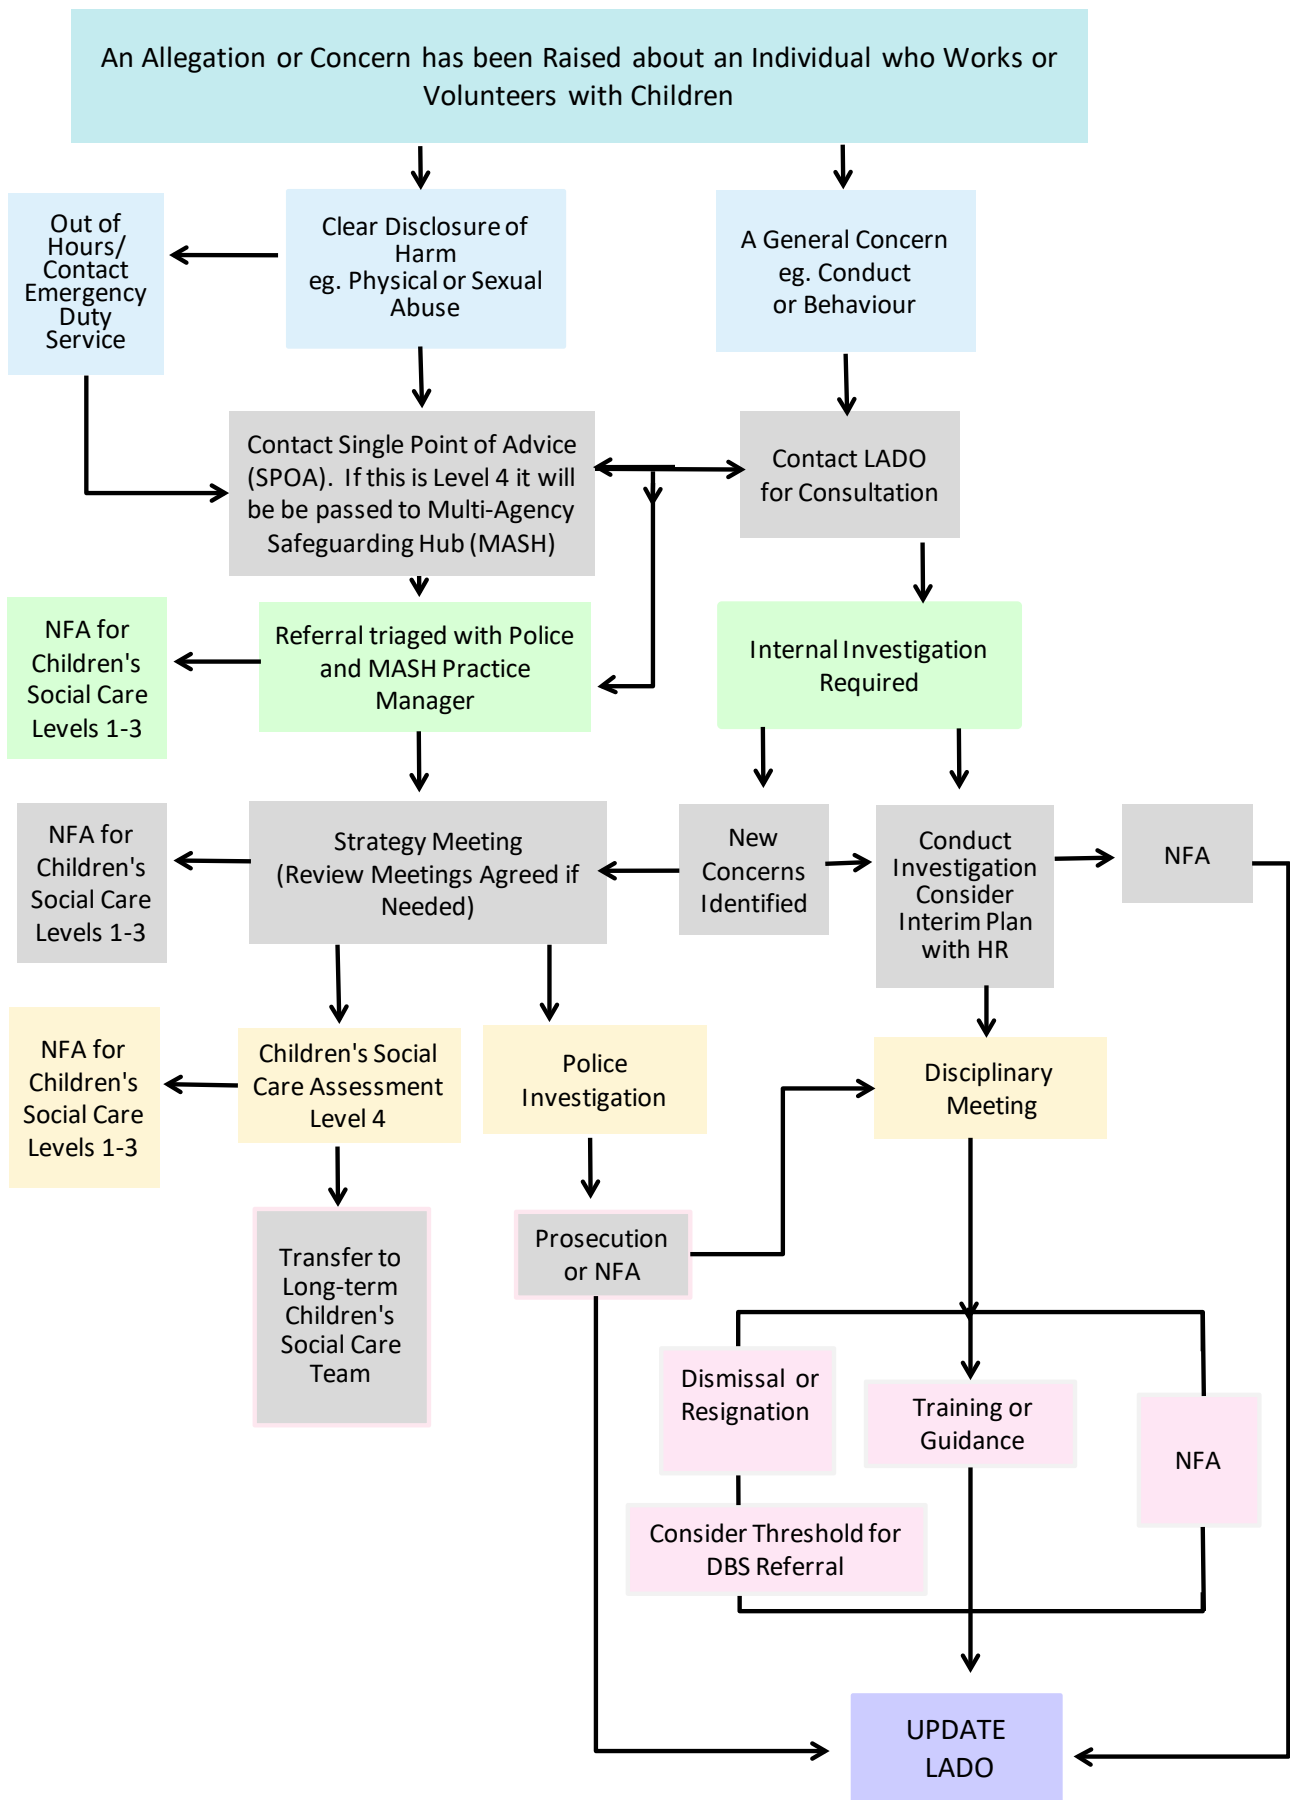 An Allegation or Concern has been Raised about an Individual who Works or
Volunteers with Children
Out of
Hours/
Contact
Emergency
Duty
Service
Clear Disclosure of
Harm
eg. Physical or Sexual
Abuse
A General Concern
eg. Conduct
or Behaviour
Contact Single Point of Advice
(SPOA). If this is Level 4 it will
be be passed to Multi-Agency
Safeguarding Hub (MASH)
Contact LADO
for Consultation
NFA for
Children's
Social Care
Levels 1-3
Referral triaged with Police
and MASH Practice
Manager
Internal Investigation
Required
NFA for
Children's
Social Care
Levels 1-3
Strategy Meeting
(Review Meetings Agreed if
Needed)
New
Concerns
Identified
Conduct
Investigation
Consider
Interim Plan
with HR
NFA
NFA for
Children's
Social Care
Levels 1-3
Children's Social
Care Assessment
Level 4
Police
Investigation
Disciplinary
Meeting
Transfer to
Long-term
Children's
Social Care
Team
Prosecution
or NFA
Dismissal or
Resignation
Training or
Guidance
NFA
Consider Threshold for
DBS Referral
UPDATE
LADO